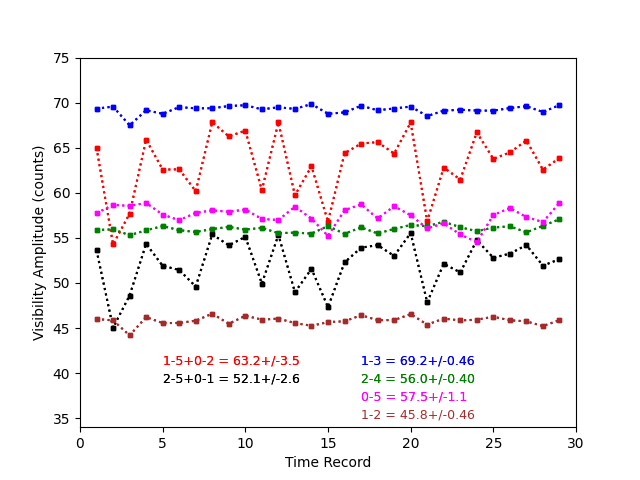 75
70
65
60
55
50
45
40
35
0 5 10 15 20 25 30
Visibility Amplitude (counts)
Time Record
1-5+0-2 = 63.2+/-3.5
2-5+0-1 = 52.1+/-2.6
1-3 = 69.2+/-0.46
2-4 = 56.0+/-0.40
0-5 = 57.5+/-1.1
1-2 = 45.8+/-0.46